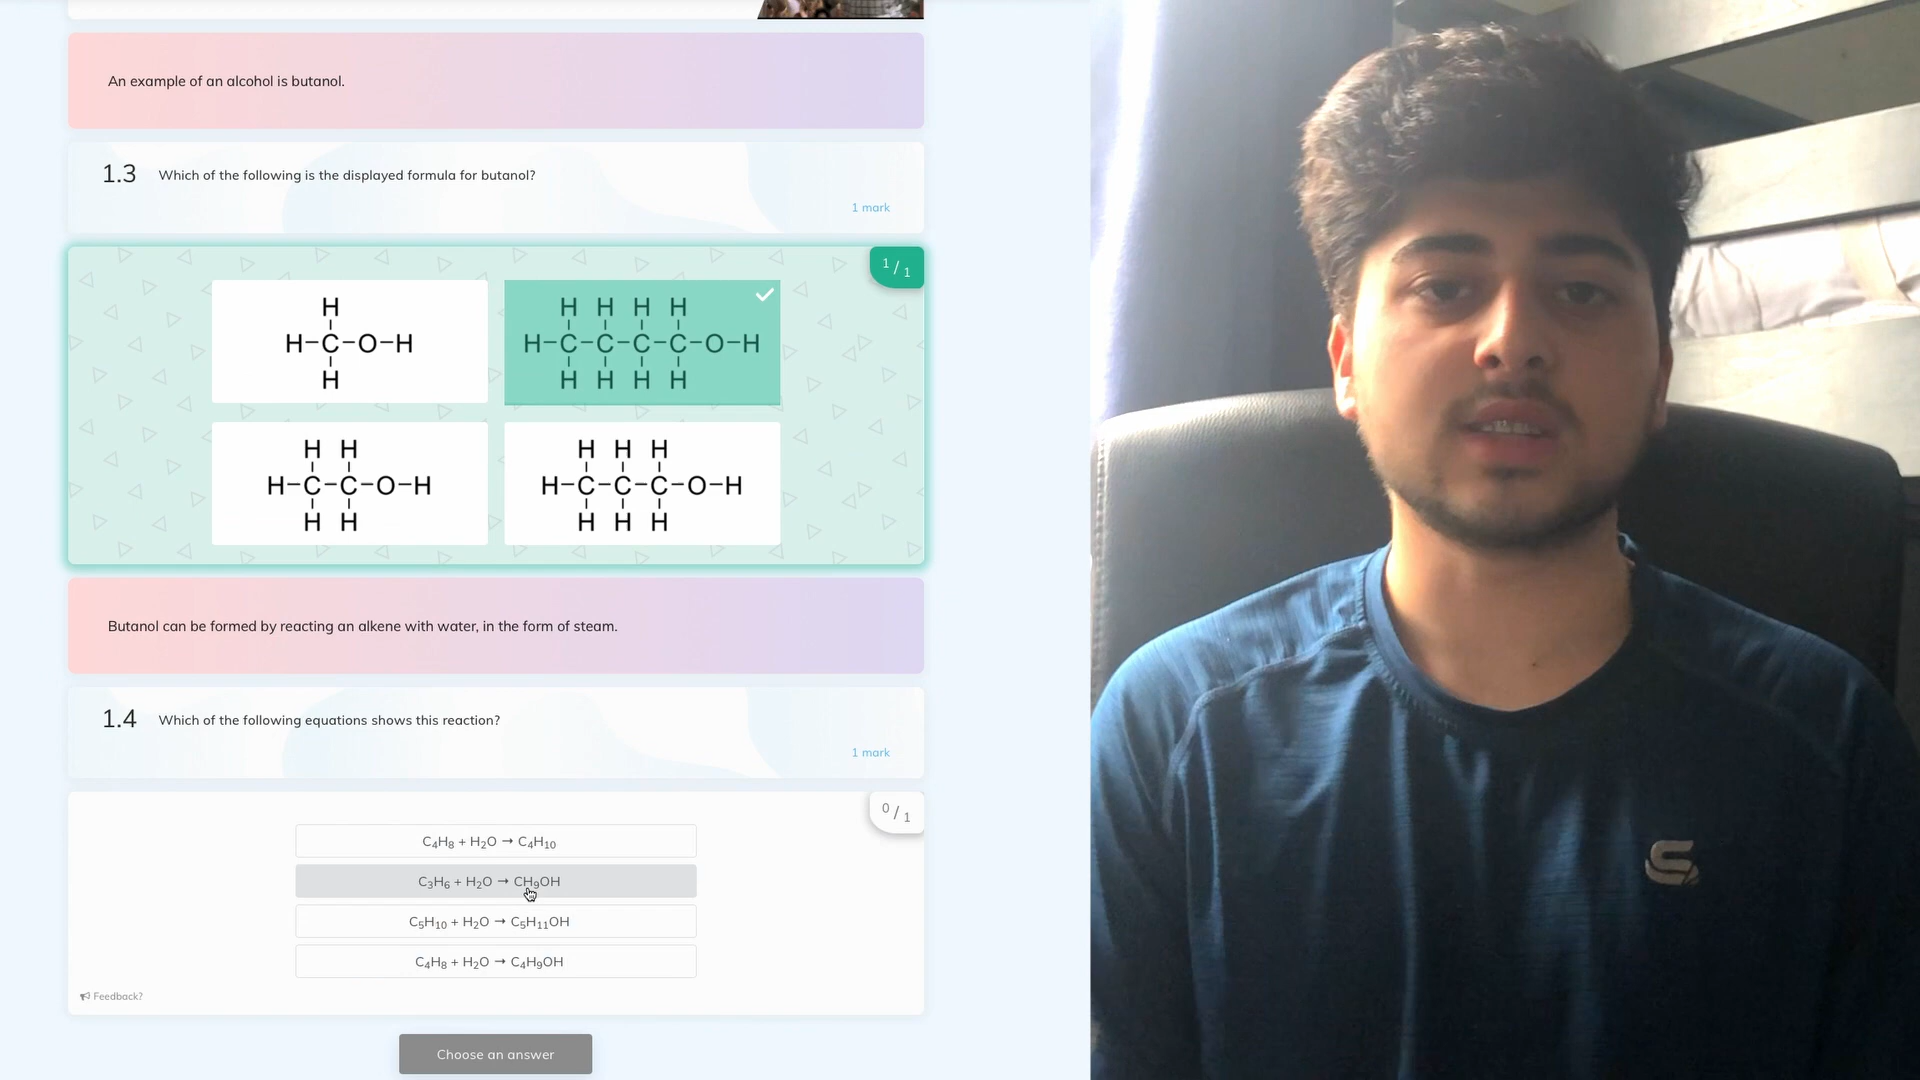 An example of an alcohol is butanol.
1.3 Which of the following is the displayed formula for butanol?
1 mark
1 / 1
H
H–C–O–H
H
H H H H
H–C–C–C–C–O–H
H H H H
H H
H–C–C–O–H
H H
H H H
H–C–C–C–O–H
H H H
Butanol can be formed by reacting an alkene with water, in the form of steam.
1.4 Which of the following equations shows this reaction?
1 mark
0 / 1
C₄H₈ + H₂O → C₄H₁₀
C₃H₆ + H₂O → CH₉OH
C₅H₁₀ + H₂O → C₅H₁₁OH
C₄H₈ + H₂O → C₄H₉OH
Feedback?
Choose an answer